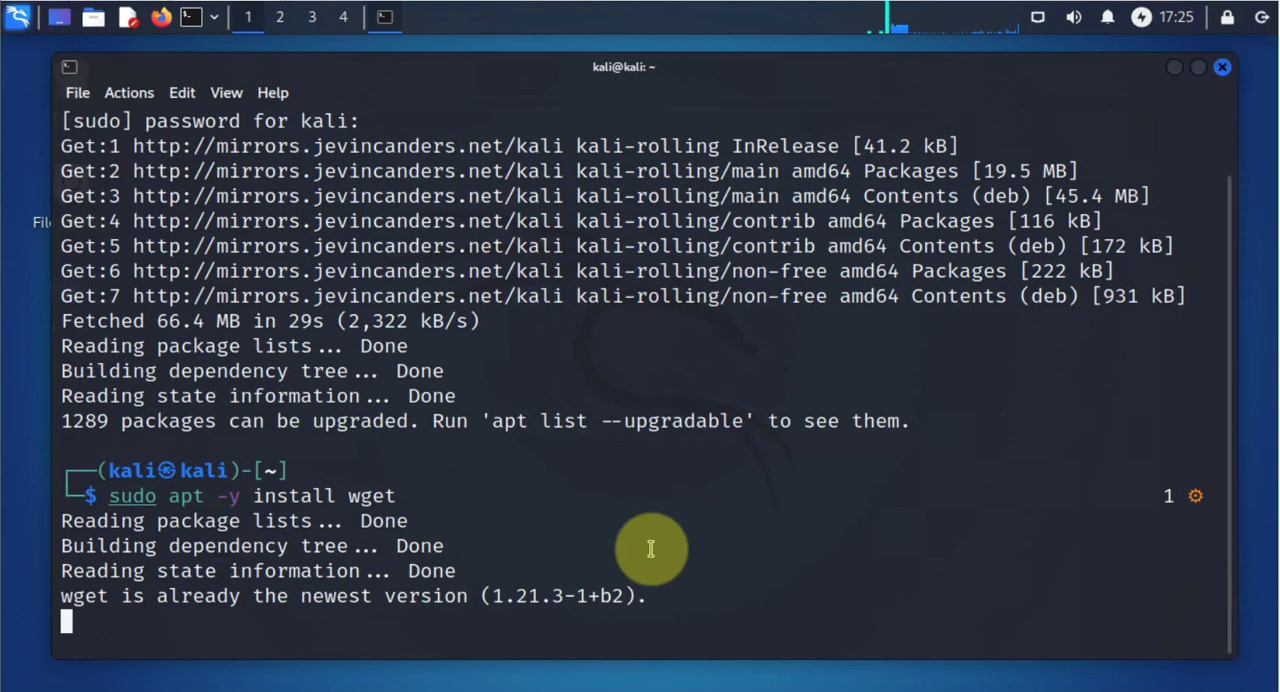 1 2 3 4 17:25
kali@kali: ~
File Actions Edit View Help
[sudo] password for kali:
Get:1 http://mirrors.jevincanders.net/kali kali-rolling InRelease [41.2 kB]
Get:2 http://mirrors.jevincanders.net/kali kali-rolling/main amd64 Packages [19.5 MB]
Get:3 http://mirrors.jevincanders.net/kali kali-rolling/main amd64 Contents (deb) [45.4 MB]
Get:4 http://mirrors.jevincanders.net/kali kali-rolling/contrib amd64 Packages [116 kB]
Get:5 http://mirrors.jevincanders.net/kali kali-rolling/contrib amd64 Contents (deb) [172 kB]
Get:6 http://mirrors.jevincanders.net/kali kali-rolling/non-free amd64 Packages [222 kB]
Get:7 http://mirrors.jevincanders.net/kali kali-rolling/non-free amd64 Contents (deb) [931 kB]
Fetched 66.4 MB in 29s (2,322 kB/s)
Reading package lists... Done
Building dependency tree... Done
Reading state information... Done
1289 packages can be upgraded. Run 'apt list --upgradable' to see them.
┌──(kali㉿kali)-[~]
└─$ sudo apt -y install wget 1 ⚙
Reading package lists... Done
Building dependency tree... Done
Reading state information... Done
wget is already the newest version (1.21.3-1+b2).